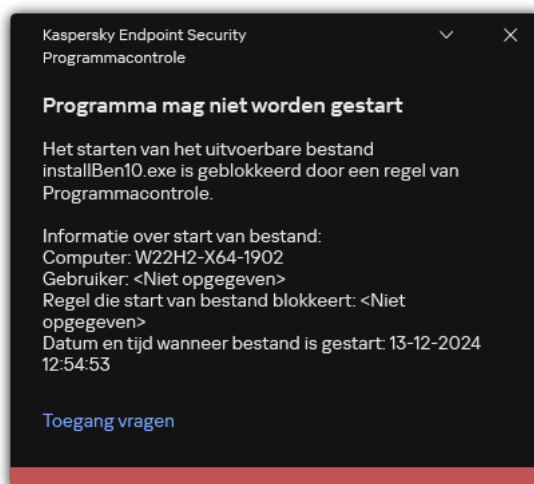 Kaspersky Endpoint Security
Programmacontrole
Programma mag niet worden gestart
Het starten van het uitvoerbare bestand
installBen10.exe is geblokkeerd door een regel van
Programmacontrole.
Informatie over start van bestand:
Computer: W22H2-X64-1902
Gebruiker: <Niet opgegeven>
Regel die start van bestand blokkeert: <Niet
opgegeven>
Datum en tijd wanneer bestand is gestart: 13-12-2024
12:54:53
Toegang vragen